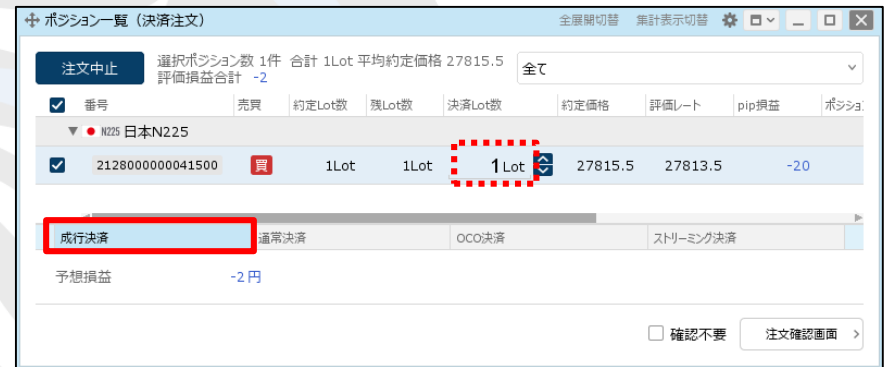 ポジション一覧（決済注文） 全展開切替 集計表示切替
注文中止 選択ポジション数 1件 合計 1Lot 平均約定価格 27815.5
評価損益合計 -2 全て
番号 売買 約定Lot数 残Lot数 決済Lot数 約定価格 評価レート pip損益 ポジショ
N225 日本N225
2128000000041500 買 1Lot 1Lot 1 Lot 27815.5 27813.5 -20
成行決済 通常決済 OCO決済 ストリーミング決済
予想損益 -2円
確認不要 注文確認画面